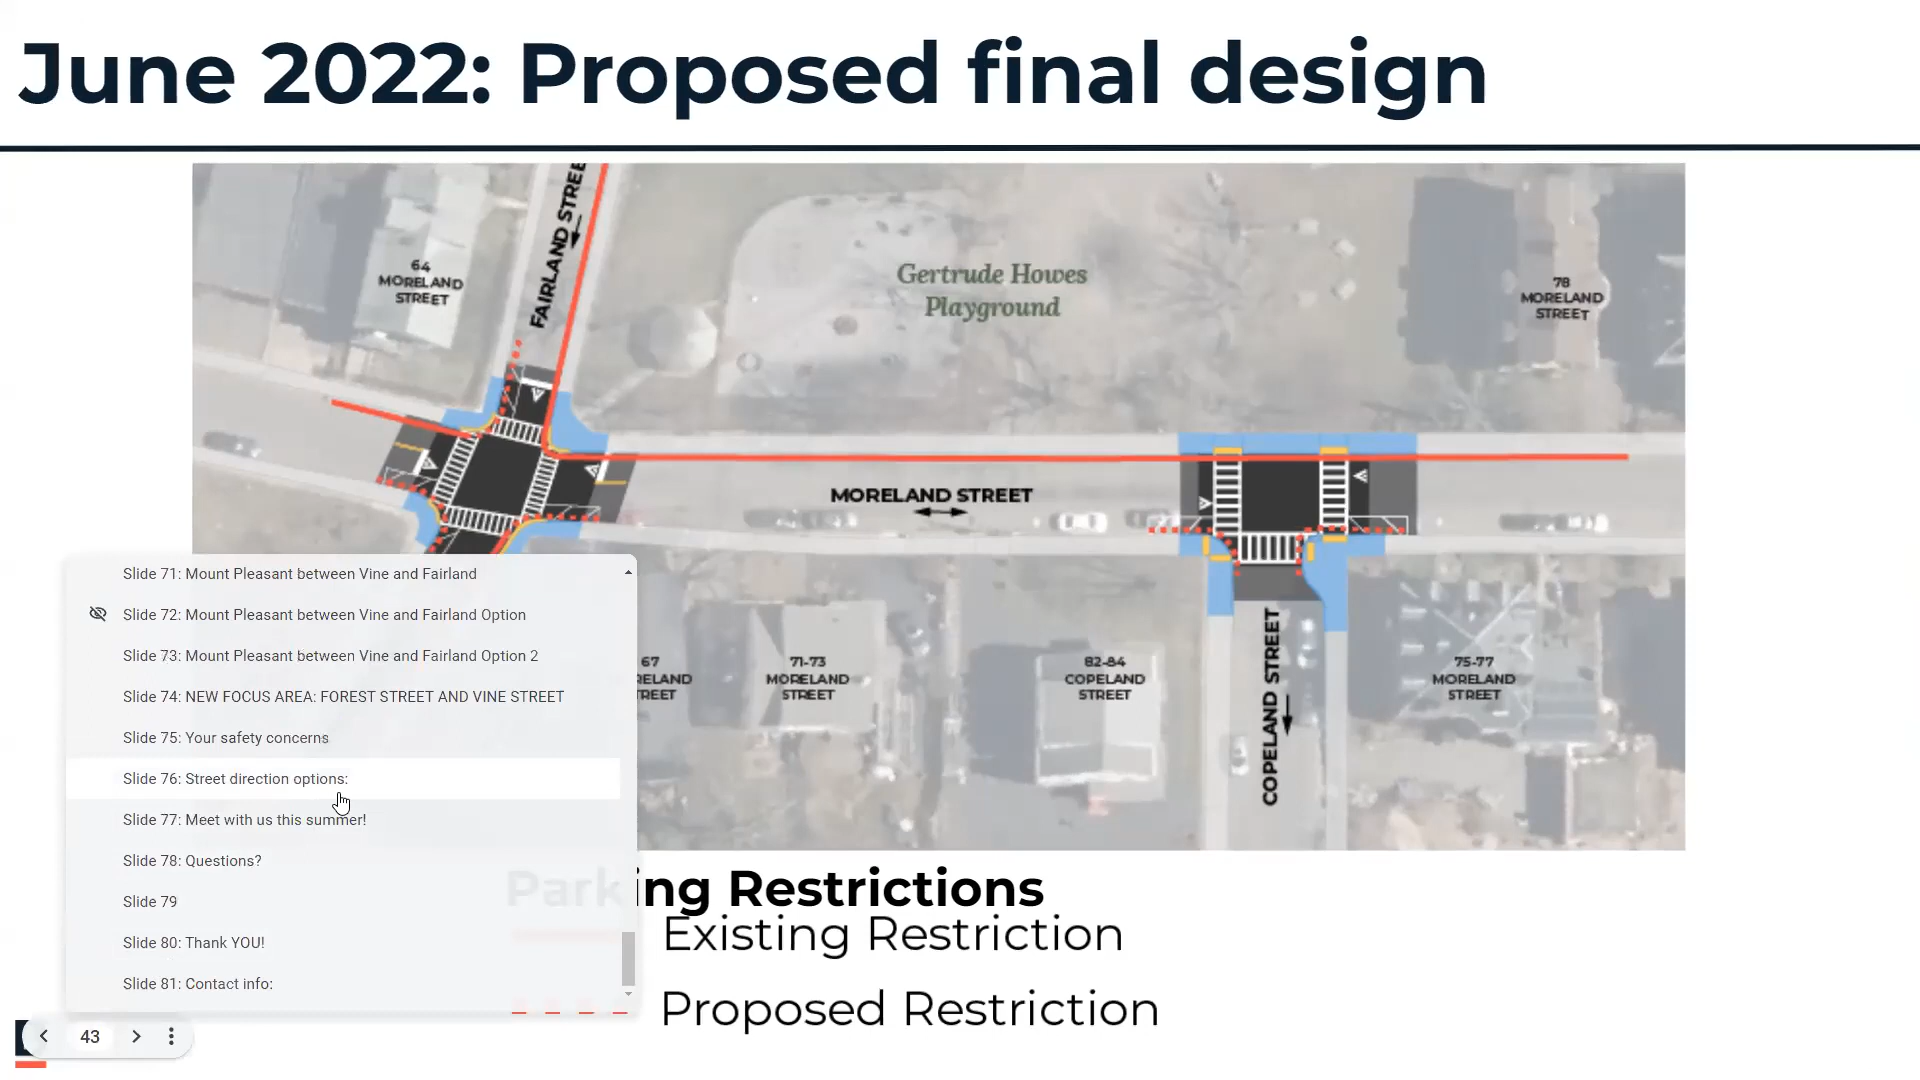 June 2022: Proposed final design
FAIRLAND STREE
64
MORELAND
STREET
Gertrude Howes
Playground
78
MORELAND
STREET
MORELAND STREET
67
RELAND
TREET
71-73
MORELAND
STREET
82-84
COPELAND
STREET
COPELAND STREET
75-77
MORELAND
STREET
Slide 71: Mount Pleasant between Vine and Fairland
Slide 72: Mount Pleasant between Vine and Fairland Option
Slide 73: Mount Pleasant between Vine and Fairland Option 2
Slide 74: NEW FOCUS AREA: FOREST STREET AND VINE STREET
Slide 75: Your safety concerns
Slide 76: Street direction options:
Slide 77: Meet with us this summer!
Slide 78: Questions?
Slide 79
Slide 80: Thank YOU!
Slide 81: Contact info:
Parking Restrictions
Existing Restriction
Proposed Restriction
43